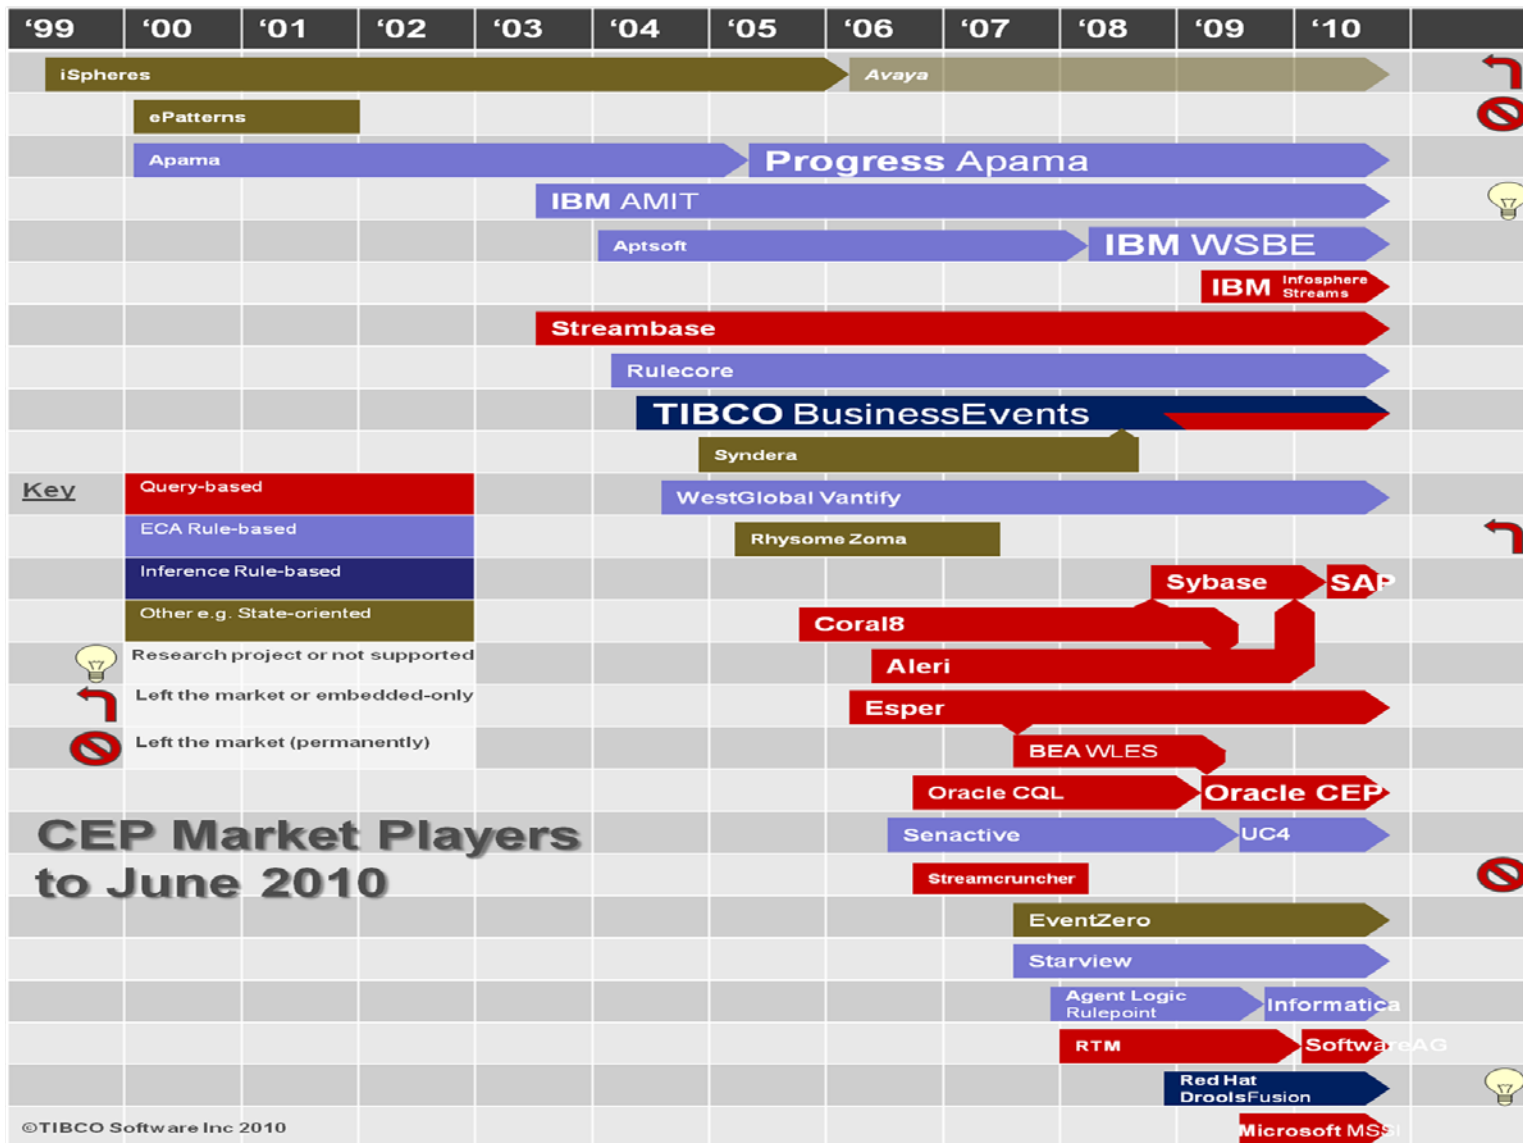 ‘99 ‘00 ‘01 ‘02 ‘03 ‘04 ‘05 ‘06 ‘07 ‘08 ‘09 ‘10
iSpheres Avaya
ePatterns
Apama Progress Apama
IBM AMIT
Aptsoft IBM WSBE
IBM Infosphere
Streams
Streambase
Rulecore
TIBCO BusinessEvents
Syndera
Key Query-based WestGlobal Vantify
ECA Rule-based Rhysome Zoma
Inference Rule-based Sybase SAP
Other e.g. State-oriented Coral8
Research project or not supported Aleri
Left the market or embedded-only Esper
Left the market (permanently) BEA WLES
Oracle CQL Oracle CEP
CEP Market Players
to June 2010
Senactive UC4
Streamcruncher
EventZero
Starview
Agent Logic
Rulepoint Informatica
RTM SoftwareAG
Red Hat
DroolsFusion
©TIBCO Software Inc 2010 Microsoft MSSI